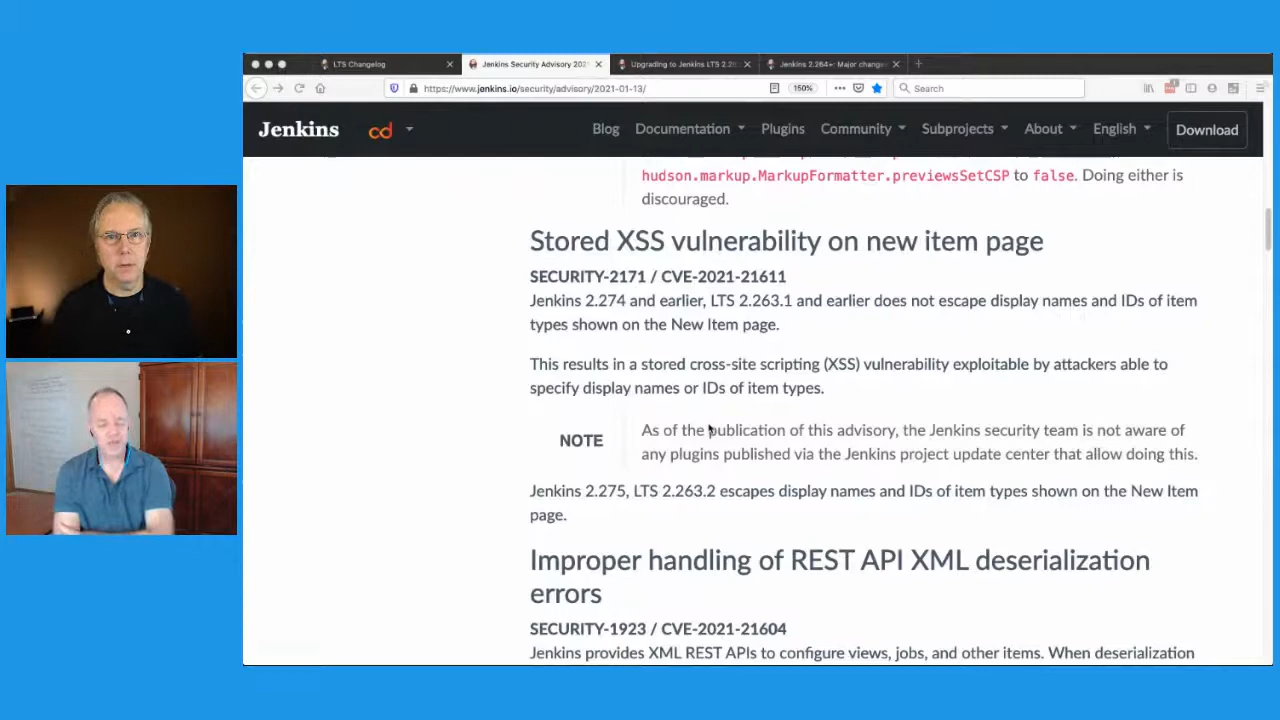 LTS Changelog
Jenkins Security Advisory 202
Upgrading to Jenkins LTS 2.2
Jenkins 2.264+: Major change
https://www.jenkins.io/security/advisory/2021-01-13/
150%
Search
Jenkins
cd
Blog
Documentation
Plugins
Community
Subprojects
About
English
Download
hudson.markup.MarkupFormatter.previewsSetCSP to false. Doing either is
discouraged.
Stored XSS vulnerability on new item page
SECURITY-2171 / CVE-2021-21611
Jenkins 2.274 and earlier, LTS 2.263.1 and earlier does not escape display names and IDs of item
types shown on the New Item page.
This results in a stored cross-site scripting (XSS) vulnerability exploitable by attackers able to
specify display names or IDs of item types.
NOTE
As of the publication of this advisory, the Jenkins security team is not aware of
any plugins published via the Jenkins project update center that allow doing this.
Jenkins 2.275, LTS 2.263.2 escapes display names and IDs of item types shown on the New Item
page.
Improper handling of REST API XML deserialization
errors
SECURITY-1923 / CVE-2021-21604
Jenkins provides XML REST APIs to configure views, jobs, and other items. When deserialization